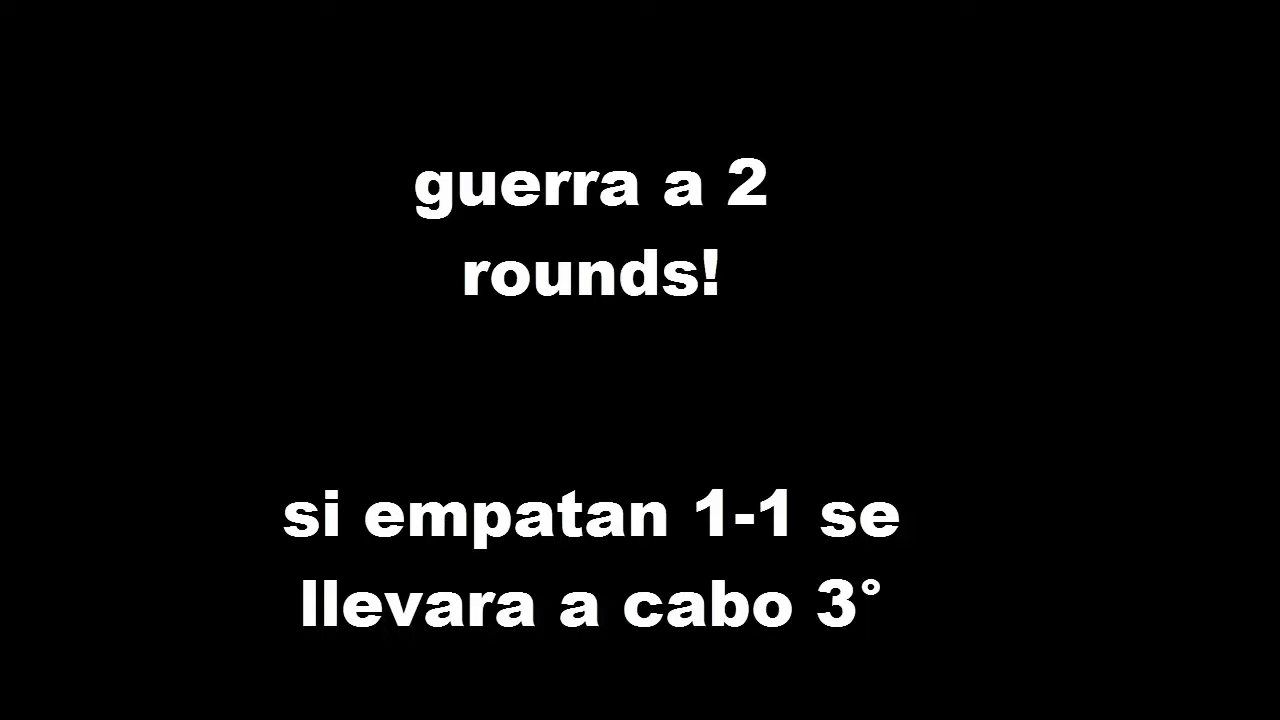 guerra a 2
rounds!
si empatan 1-1 se
llevara a cabo 3°